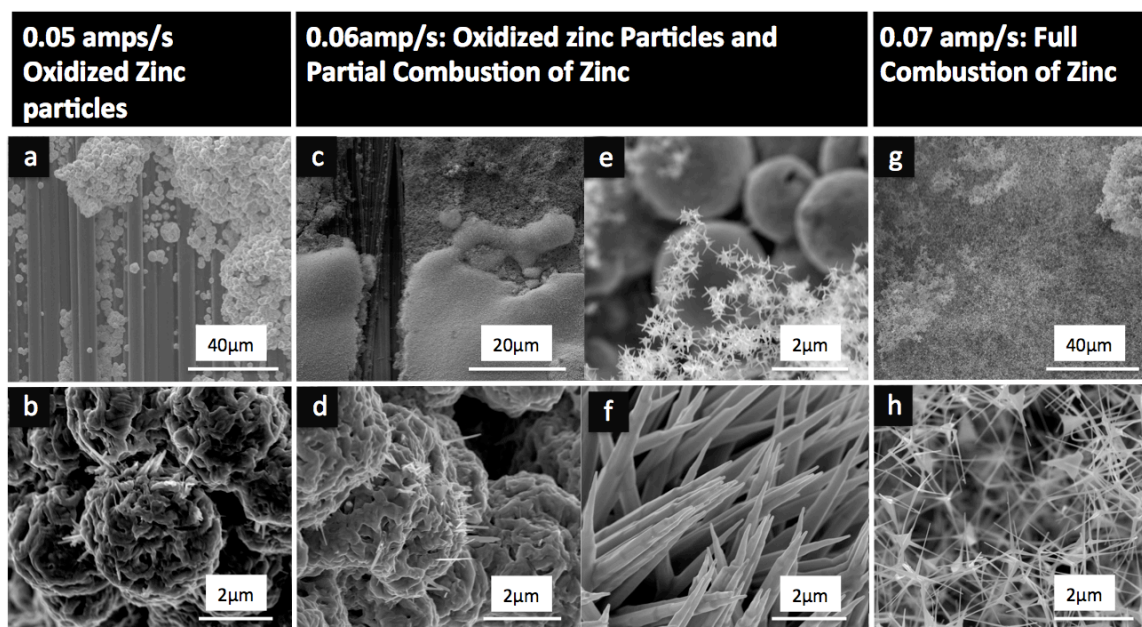 0.05 amps/s
Oxidized Zinc
particles
0.06amp/s: Oxidized zinc Particles and
Partial Combustion of Zinc
0.07 amp/s: Full
Combustion of Zinc
a
40µm
c
20µm
e
2µm
g
40µm
b
2µm
d
2µm
f
2µm
h
2µm